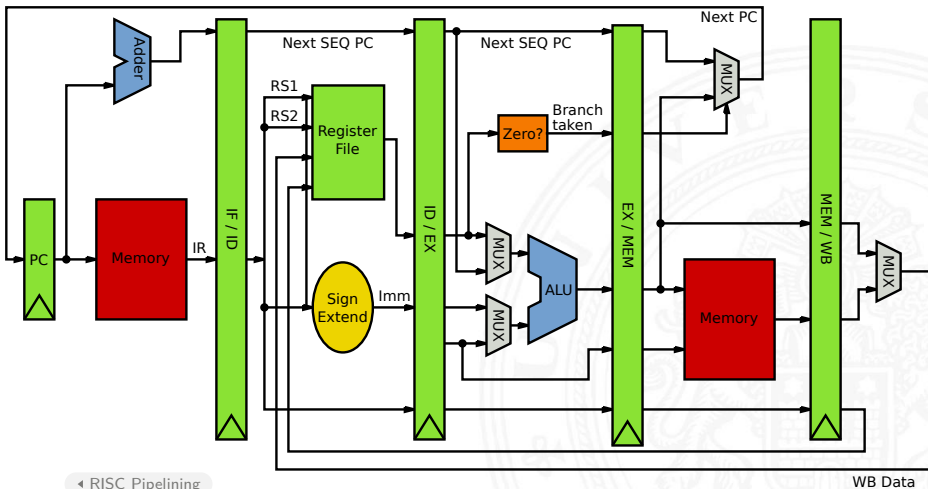 Next PC
Adder
Next SEQ PC
Next SEQ PC
MUX
RS1
RS2
Register
File
Branch
taken
Zero?
IF / ID
ID / EX
EX / MEM
MEM / WB
PC
Memory
IR
MUX
ALU
MUX
Sign
Extend
Imm
MUX
Memory
RISC Pipelining
WB Data